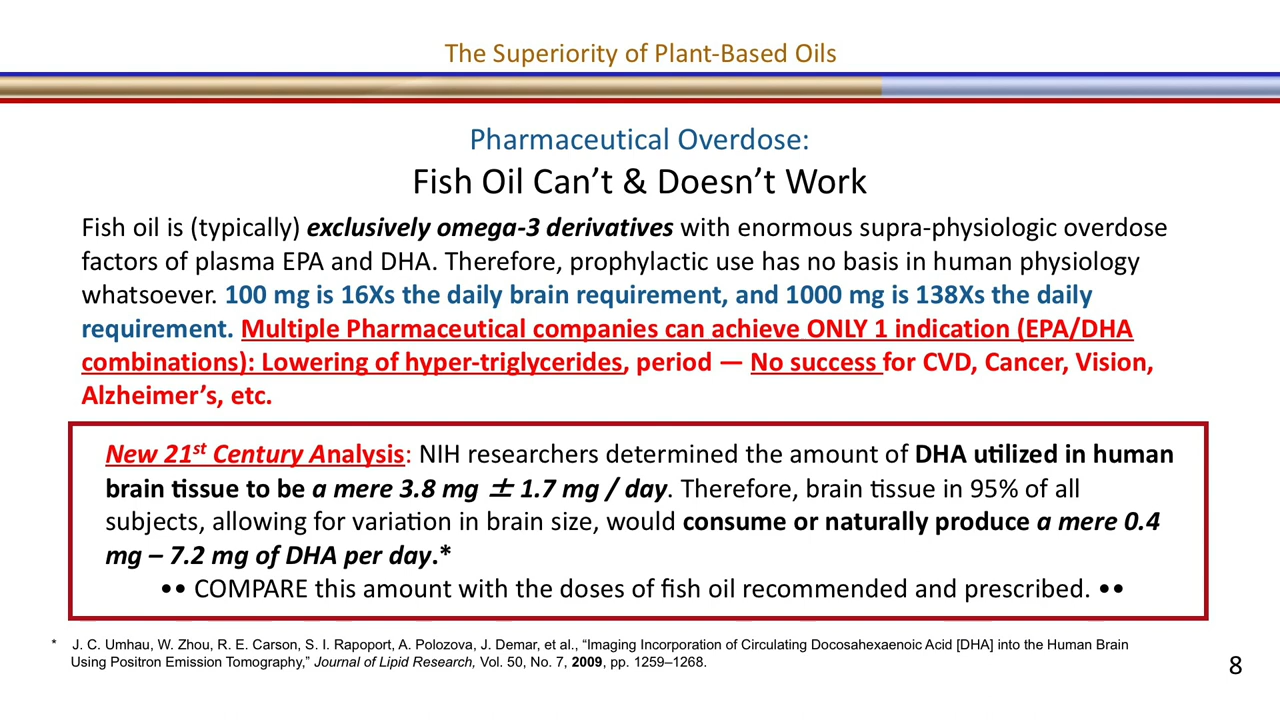 The Superiority of Plant-Based Oils
Pharmaceutical Overdose:
Fish Oil Can’t & Doesn’t Work
Fish oil is (typically) exclusively omega-3 derivatives with enormous supra-physiologic overdose
factors of plasma EPA and DHA. Therefore, prophylactic use has no basis in human physiology
whatsoever. 100 mg is 16Xs the daily brain requirement, and 1000 mg is 138Xs the daily
requirement. Multiple Pharmaceutical companies can achieve ONLY 1 indication (EPA/DHA
combinations): Lowering of hyper-triglycerides, period — No success for CVD, Cancer, Vision,
Alzheimer’s, etc.
New 21st Century Analysis: NIH researchers determined the amount of DHA utilized in human
brain tissue to be a mere 3.8 mg ± 1.7 mg / day. Therefore, brain tissue in 95% of all
subjects, allowing for variation in brain size, would consume or naturally produce a mere 0.4
mg – 7.2 mg of DHA per day.*
•• COMPARE this amount with the doses of fish oil recommended and prescribed. ••
* J. C. Umhau, W. Zhou, R. E. Carson, S. I. Rapoport, A. Polozova, J. Demar, et al., “Imaging Incorporation of Circulating Docosahexaenoic Acid [DHA] into the Human Brain
Using Positron Emission Tomography,” Journal of Lipid Research, Vol. 50, No. 7, 2009, pp. 1259–1268.
8